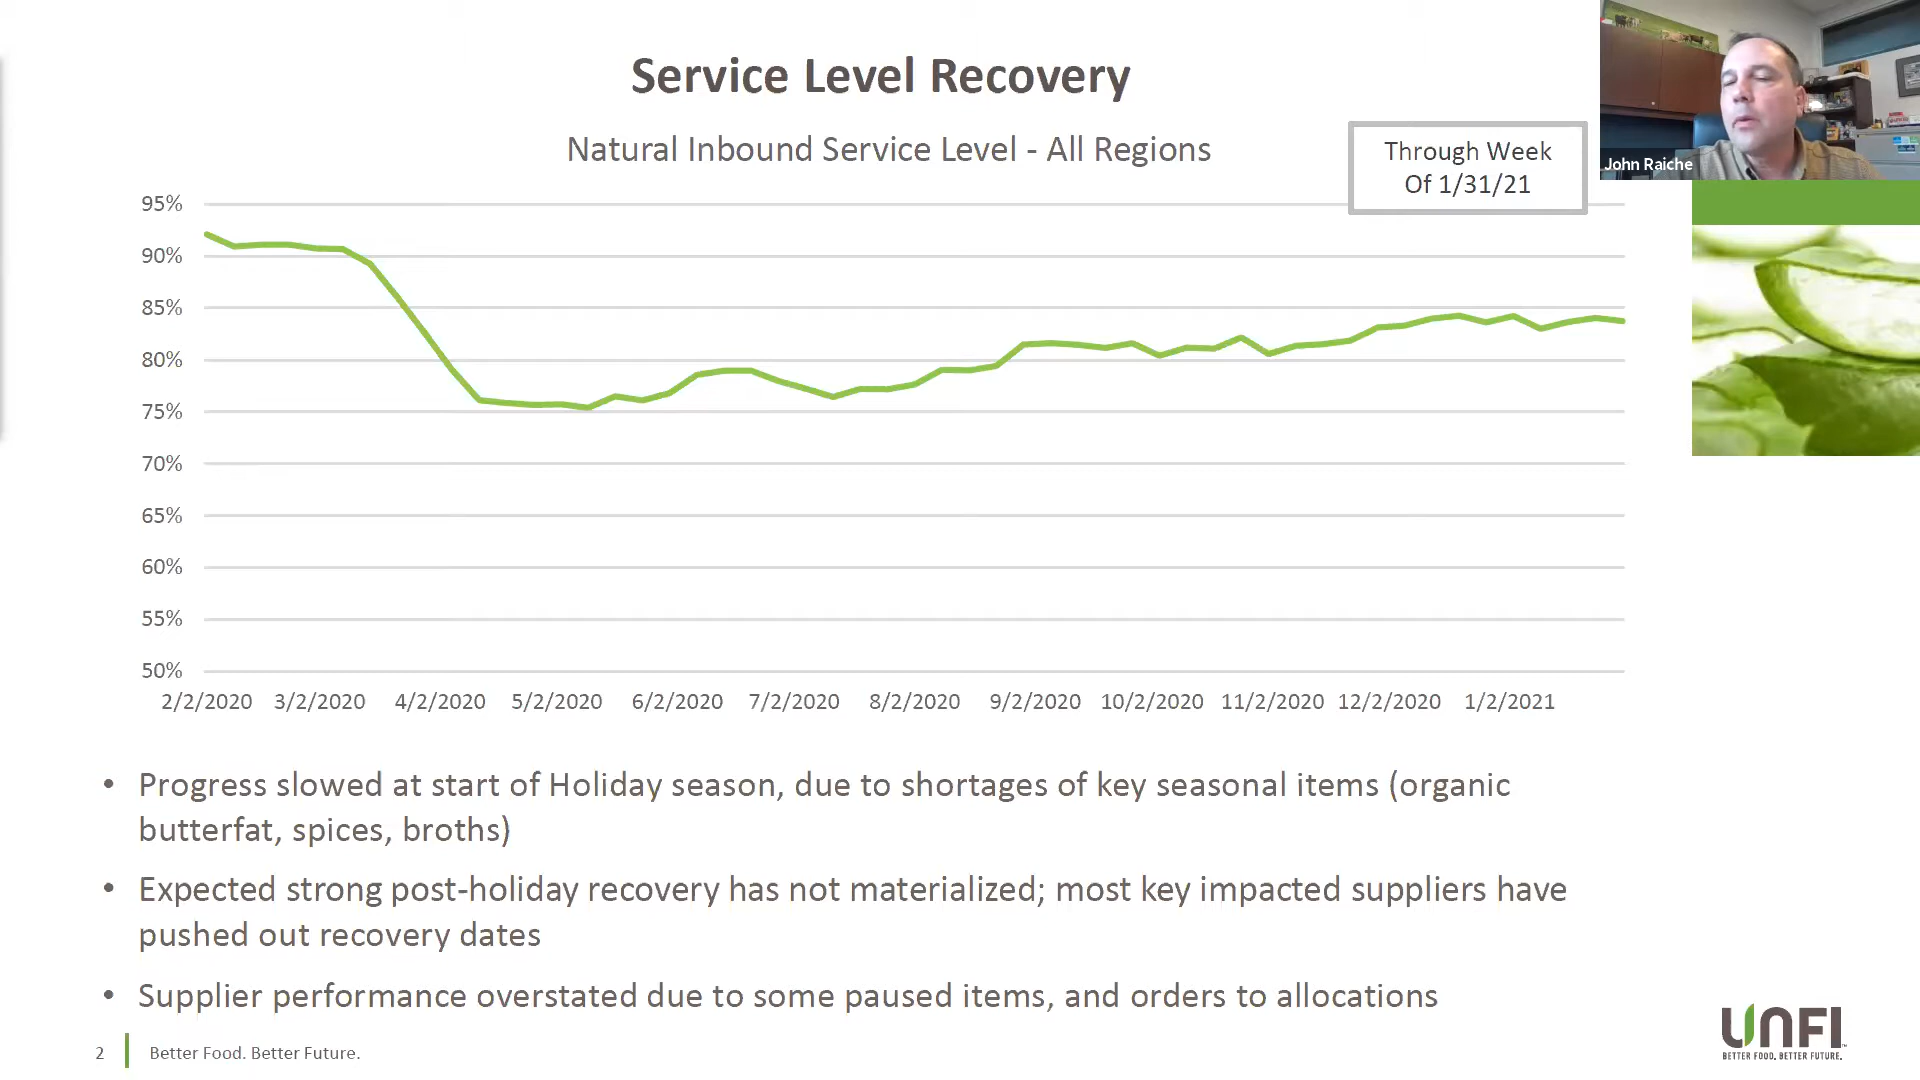 Service Level Recovery
Natural Inbound Service Level - All Regions
Through Week
Of 1/31/21
John Raiche
95%
90%
85%
80%
75%
70%
65%
60%
55%
50%
2/2/2020 3/2/2020 4/2/2020 5/2/2020 6/2/2020 7/2/2020 8/2/2020 9/2/2020 10/2/2020 11/2/2020 12/2/2020 1/2/2021
• Progress slowed at start of Holiday season, due to shortages of key seasonal items (organic
butterfat, spices, broths)
• Expected strong post-holiday recovery has not materialized; most key impacted suppliers have
pushed out recovery dates
• Supplier performance overstated due to some paused items, and orders to allocations
2 Better Food. Better Future.
UNFI
BETTER FOOD. BETTER FUTURE.